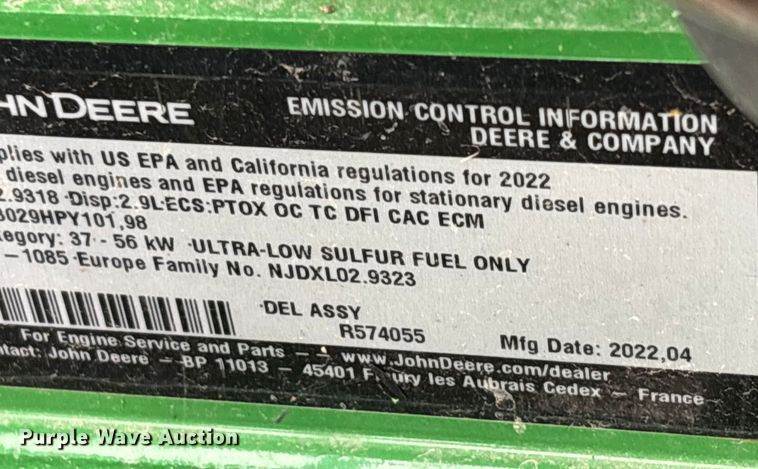 HN DEERE
EMISSION CONTROL INFORMATION
DEERE & COMPANY
plies with US EPA and California regulations for 2022
diesel engines and EPA regulations for stationary diesel engines.
2.9318 Disp:2.9L ECS:PTOX OC TC DFI CAC ECM
3029HPY101,98
egory: 37 - 56 kW ULTRA-LOW SULFUR FUEL ONLY
-1085 Europe Family No. NJDXL02.9323
DEL ASSY
R574055
Mfg Date: 2022,04
For Engine Service and Parts -- www.JohnDeere.com/dealer
ntact: John Deere - BP 11013 - 45401 F ury les Aubrais Cedex - France
Purple Wave Auction